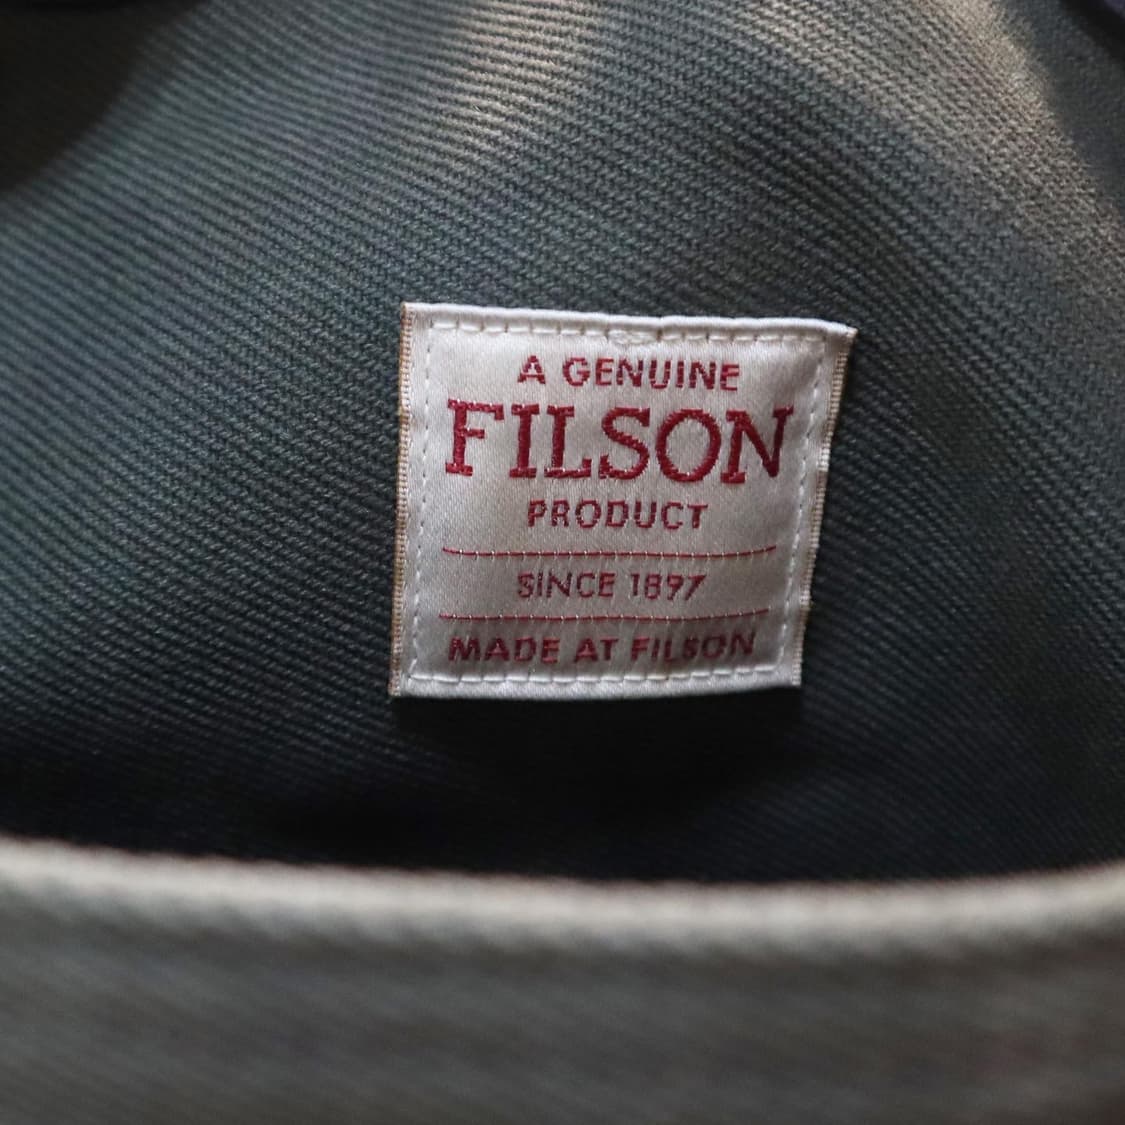 A GENUINE
FILSON
PRODUCT
SINCE 1897
MADE AT FILSON